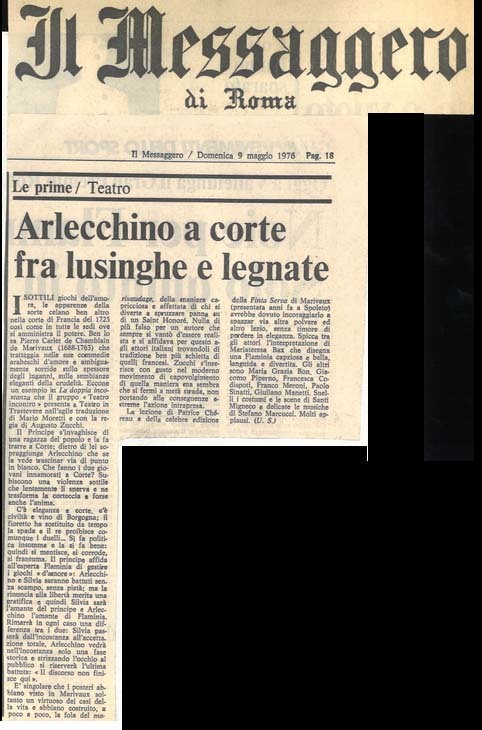 Il Messaggero
di Roma
Il Messaggero / Domenica 9 maggio 1976 Pag. 18
Le prime / Teatro
Arlecchino a corte
fra lusinghe e legnate
I SOTTILI giochi dell'amo-
re, le apparenze della
sorte celano ben altro
nella corte di Francia del 1723
così come in tutte le sedi ove
si amministra il potere. Ben lo
sa Pierre Carlet de Chamblain
de Marivaux (1688-1763) che
tratteggia nelle sue commedie
arabeschi d'amore e ambigua-
mente sorride sullo spessore
degli inganni, sulla sembianza
eleganti della crudeltà. Eccone
un esempio in La doppia inco-
stanza che il gruppo «Teatro
incontro» presenta a Teatro in
Trastevere nell'agile traduzione
di Mario Moretti e con la re-
gia di Augusto Zucchi.
Il Principe s'invaghisce di
una ragazza del popolo e la fa
trarre a Corte; dietro di lei so-
praggiunge Arlecchino che se
la vede trascinar via di punto
in bianco. Che fanno i due gio-
vani innamorati a Corte? Su-
biscono una violenza sottile
che lentamente li snerva e ne
trasforma la corteccia e forse
anche l'anima.
C'è eleganza a corte, c'è
civiltà e vino di Borgogna; il
fioretto ha sostituito da tempo
la spada e il re proibisce co-
munque i duelli... Si fa politi-
ca insomma e la si fa bene:
quindi si mentisce, si corrode,
si frantuma. Il principe affida
all'esperta Flaminia di gestire
i giochi «d'amore»: Arlecchi-
no e Silvia saranno battuti sen-
za scampo, senza pietà; ma la
rinuncia alla libertà merita una
gratifica e quindi Silvia sarà
l'amante del principe e Arlec-
chino l'amante di Flaminia.
Rimarrà in ogni caso una dif-
ferenza tra i due: Silvia pas-
serà dall'incostanza all'accetta-
zione totale, Arlecchino vedrà
nell'incostanza solo una fase
storica e strizzando l'occhio al
pubblico si riserverà l'ultima
battuta: «Il discorso non fini-
sce qui».
E' singolare che i posteri ab-
biano visto in Marivaux sol-
tanto un virtuoso dei casi del-
la vita e abbiano costruito, a
poco a poco, la fola del ma-
rivaudage, della maniera ca-
pricciosa e affettata di chi si
diverte a spruzzare panna su
di un Saint Honoré. Nulla di
più falso per un autore che
sempre si vantò d'essere reali-
sta e si affidava per questo a-
gli attori italiani trovandoli di
tradizione ben più schietta di
quelli francesi. Zucchi s'inse-
risce con gusto nel moderno
movimento di capovolgimento
di quella maniera ma sembra
che si fermi a metà strada, non
portando alle conseguenze e-
streme l'azione intrapresa.
La lezione di Patrice Ché-
reau e della celebre edizione
della Finta Serva di Marivaux
(presentata anni fa a Spoleto)
avrebbe dovuto incoraggiarlo a
spazzar via altra polvere ed
altro lezio, senza timore di
perdere in eleganza. Spicca tra
gli attori l'interpretazione di
Mariateresa Bax che disegna
una Flaminia capziosa e bella,
languida e divertita. Gli altri
sono Maria Grazia Bon, Gia-
como Piperno, Francesca Co-
dispoti, Franco Meroni, Paola
Sinatti, Giuliano Manetti. Snel-
li i costumi e le scene di Santi
Migneco e delicate le musiche
di Stefano Marcucci. Molti ap-
plausi. (U. S.)